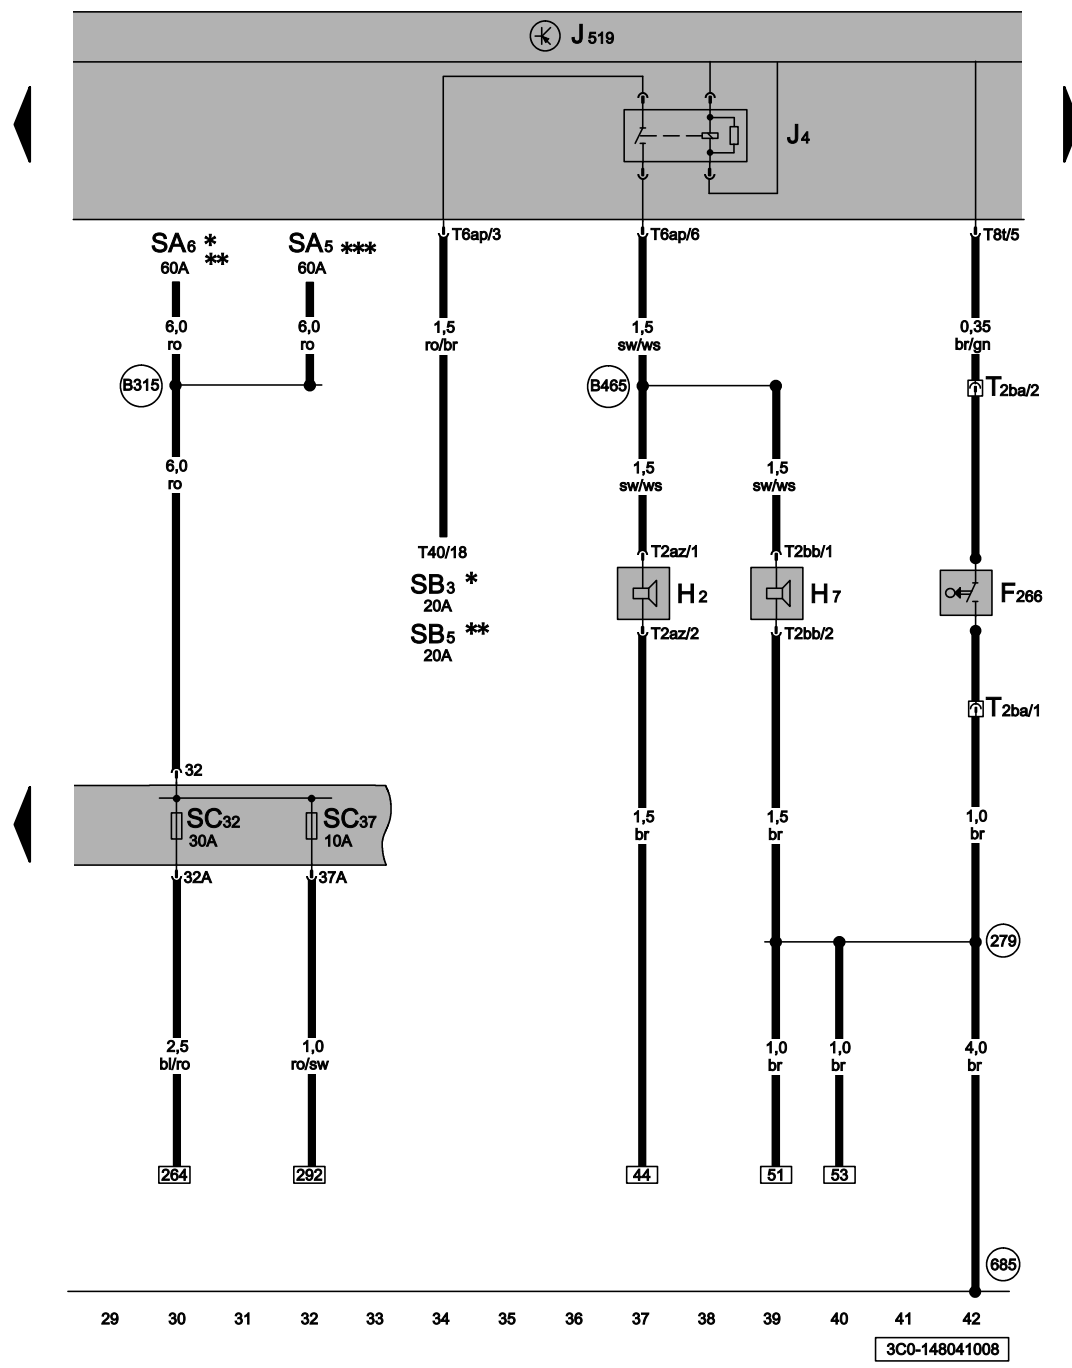 J519
J4
SA6 *
**
60A
SA5 ***
60A
T6ap/3
T6ap/6
T8t/5
6,0
ro
6,0
ro
1,5
ro/br
1,5
sw/ws
0,35
br/gn
B315
B465
T2ba/2
6,0
ro
1,5
sw/ws
1,5
sw/ws
T40/18
T2az/1
T2bb/1
SB3 *
20A
SB5 **
20A
H2
H7
F266
T2az/2
T2bb/2
T2ba/1
32
SC32
30A
SC37
10A
1,5
br
1,5
br
1,0
br
32A
37A
279
2,5
bl/ro
1,0
ro/sw
1,0
br
1,0
br
4,0
br
264
292
44
51
53
685
29 30 31 32 33 34 35 36 37 38 39 40 41 42
3C0-148041008